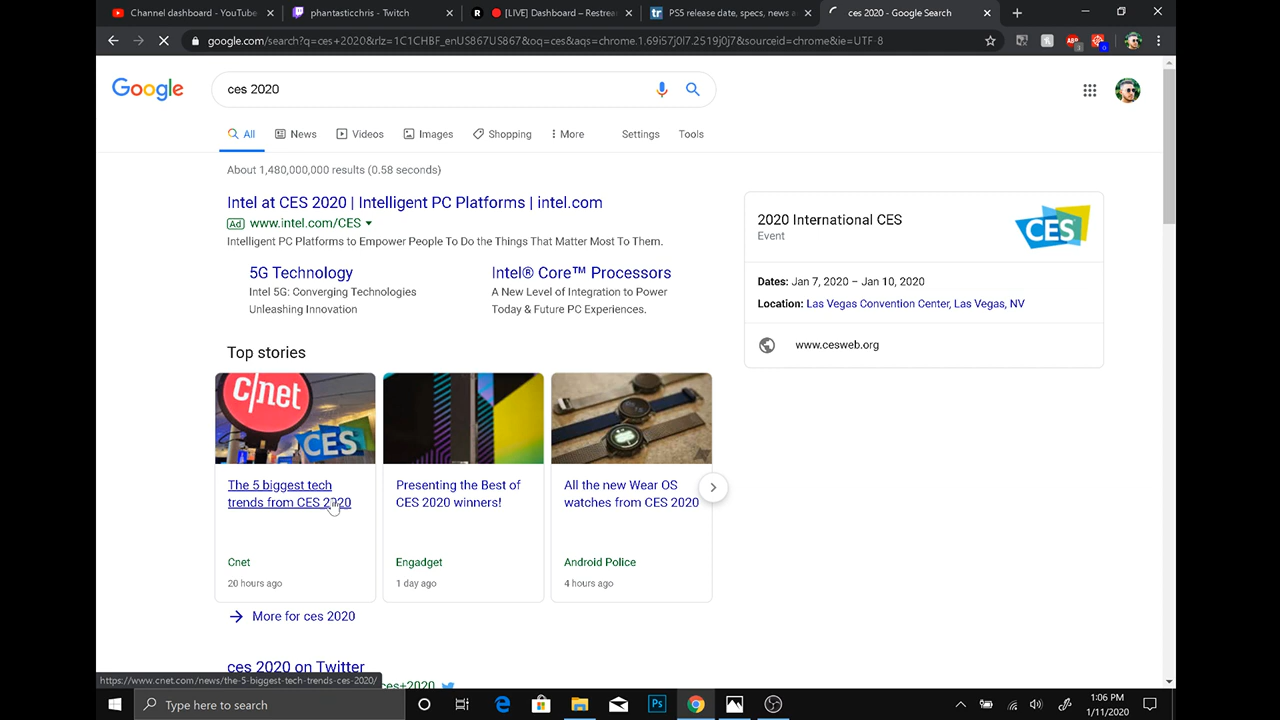 Channel dashboard - YouTube
phantasticchris - Twitch
[LIVE] Dashboard – Restrea
PS5 release date, specs, news a
ces 2020 - Google Search
google.com/search?q=ces+2020&rlz=1C1CHBF_enUS867US867&oq=ces&aqs=chrome.1.69i57j0l7.2519j0j7&sourceid=chrome&ie=UTF-8
Google
ces 2020
All
News
Videos
Images
Shopping
More
Settings
Tools
About 1,480,000,000 results (0.58 seconds)
Intel at CES 2020 | Intelligent PC Platforms | intel.com
Ad www.intel.com/CES
Intelligent PC Platforms to Empower People To Do the Things That Matter Most To Them.
5G Technology
Intel 5G: Converging Technologies
Unleashing Innovation
Intel® Core™ Processors
A New Level of Integration to Power
Today & Future PC Experiences.
2020 International CES
Event
CES
Dates: Jan 7, 2020 – Jan 10, 2020
Location: Las Vegas Convention Center, Las Vegas, NV
www.cesweb.org
Top stories
c|net
CES
The 5 biggest tech
trends from CES 2020
Cnet
20 hours ago
Presenting the Best of
CES 2020 winners!
Engadget
1 day ago
All the new Wear OS
watches from CES 2020
Android Police
4 hours ago
More for ces 2020
ces 2020 on Twitter
ces+2020
https://www.cnet.com/news/the-5-biggest-tech-trends-ces-2020/
Type here to search
Ps
1:06 PM
1/11/2020